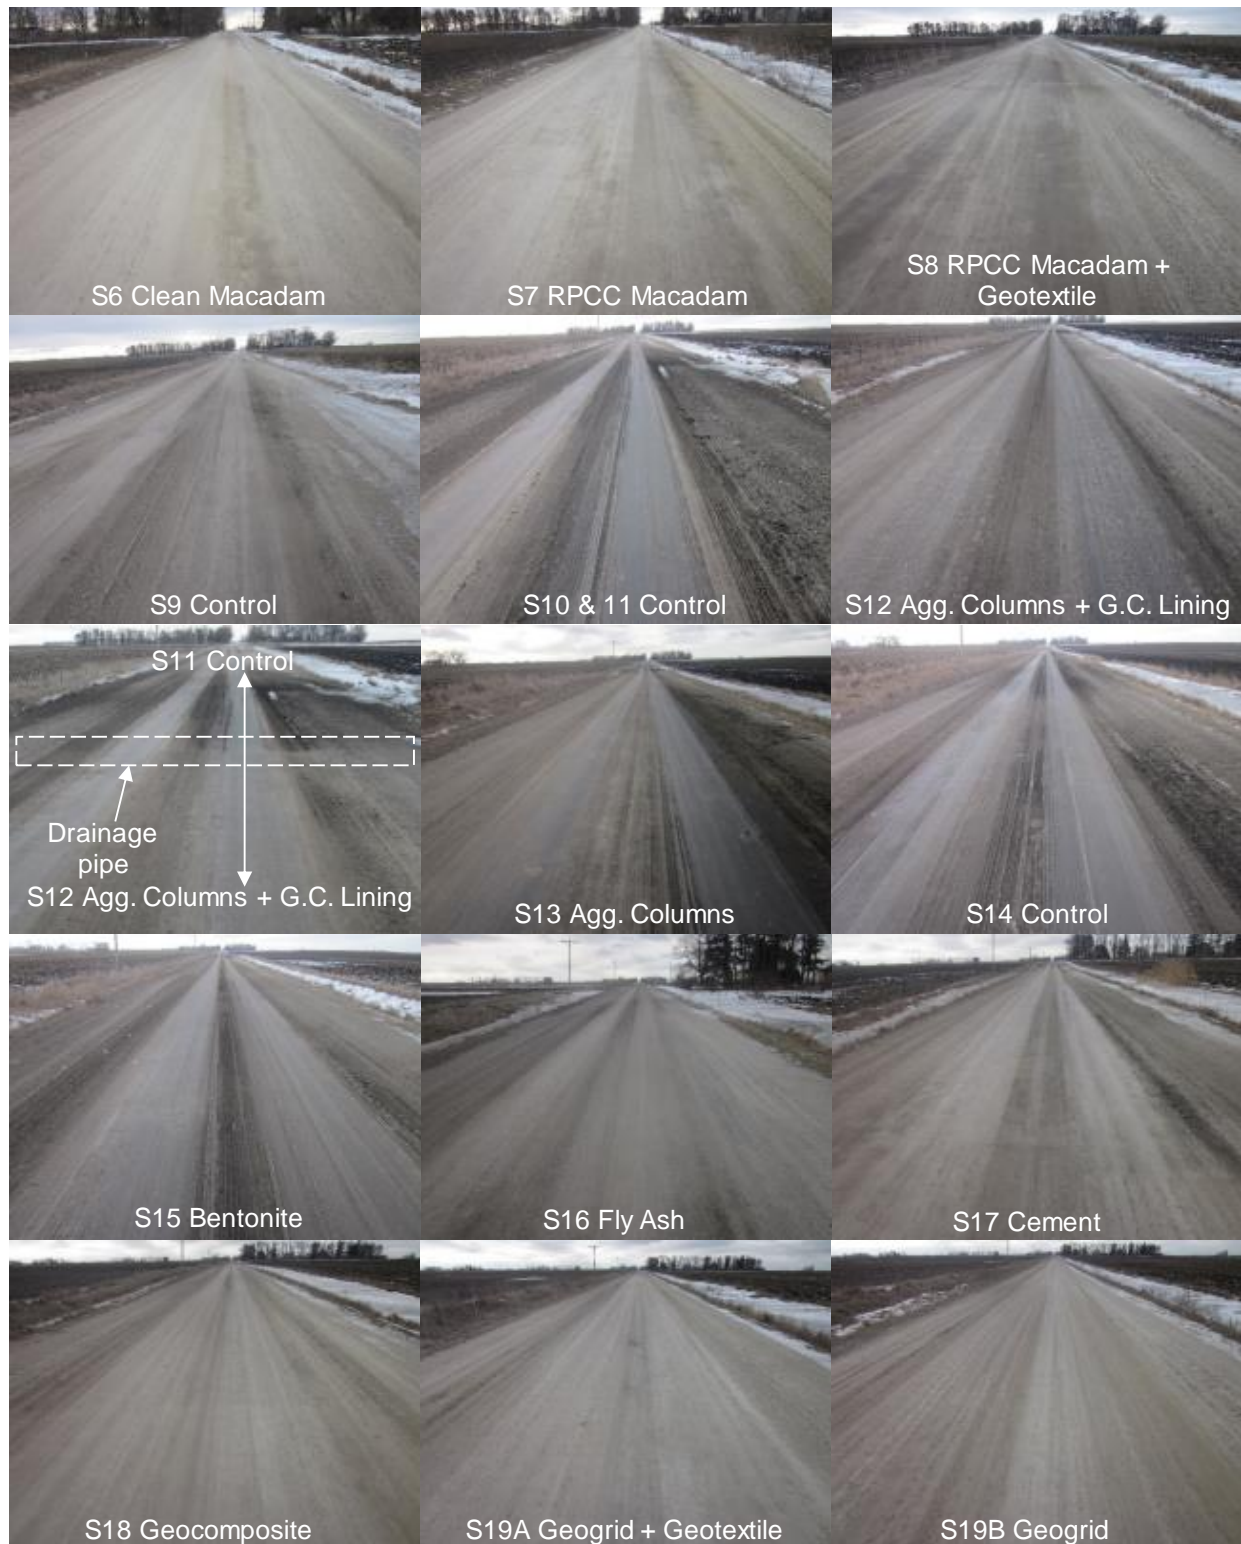 S6 Clean Macadam
S7 RPCC Macadam
S8 RPCC Macadam +
Geotextile
S9 Control
S10 & 11 Control
S12 Agg. Columns + G.C. Lining
S11 Control
Drainage
pipe
S12 Agg. Columns + G.C. Lining
S13 Agg. Columns
S14 Control
S15 Bentonite
S16 Fly Ash
S17 Cement
S18 Geocomposite
S19A Geogrid + Geotextile
S19B Geogrid